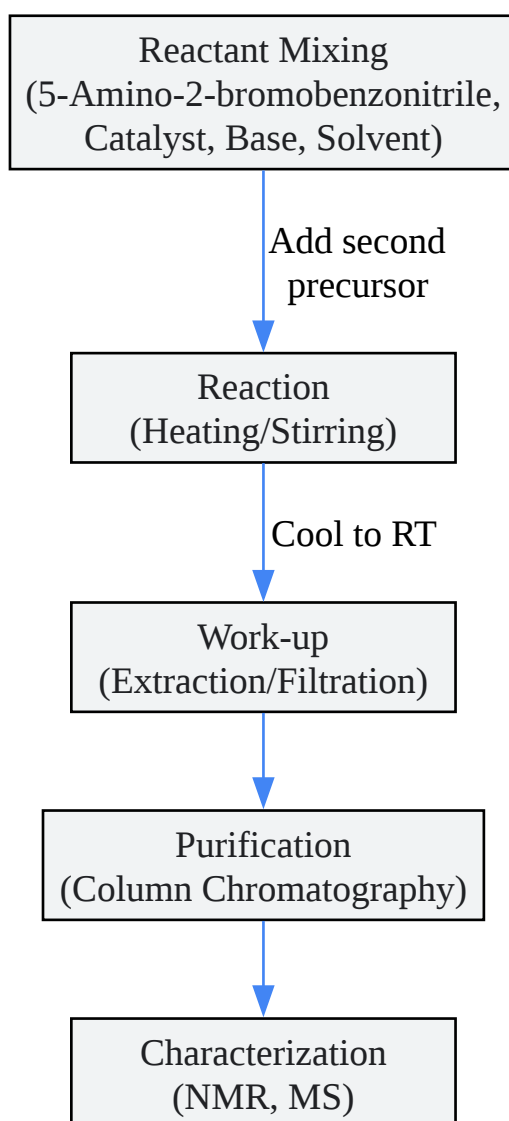 Reactant Mixing
(5-Amino-2-bromobenzonitrile,
Catalyst, Base, Solvent)
Add second
precursor
Reaction
(Heating/Stirring)
Cool to RT
Work-up
(Extraction/Filtration)
Purification
(Column Chromatography)
Characterization
(NMR, MS)